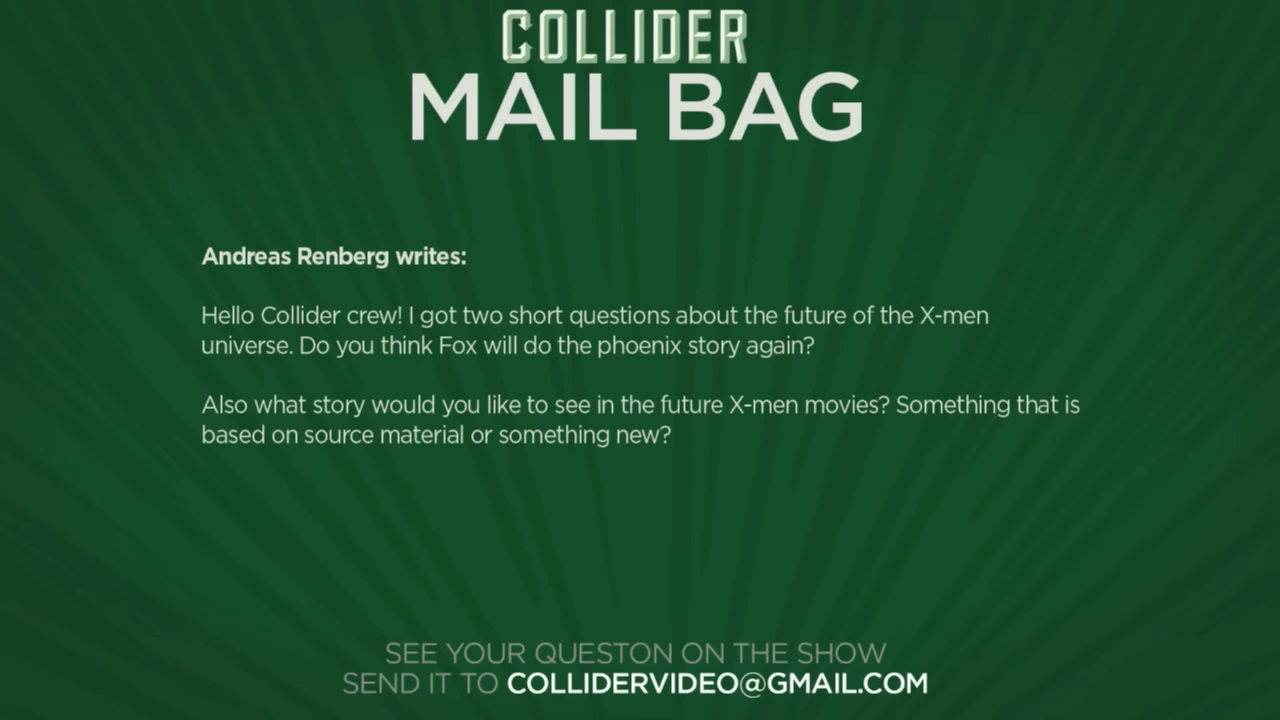 COLLIDER
MAIL BAG
Andreas Renberg writes:
Hello Collider crew! I got two short questions about the future of the X-men
universe. Do you think Fox will do the phoenix story again?
Also what story would you like to see in the future X-men movies? Something that is
based on source material or something new?
SEE YOUR QUESTON ON THE SHOW
SEND IT TO COLLIDERVIDEO@GMAIL.COM